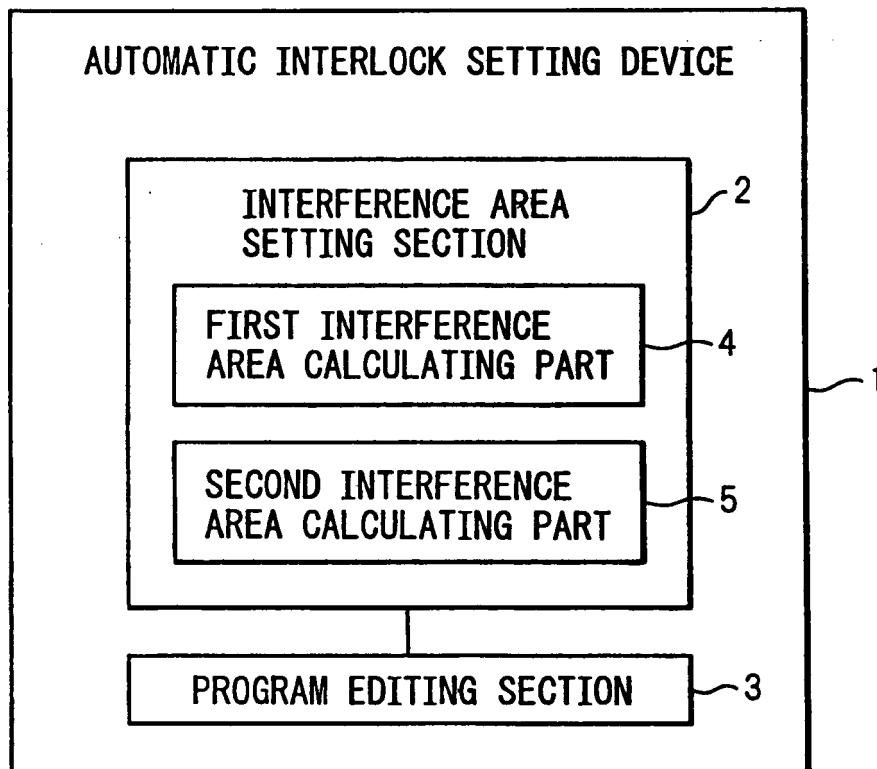 AUTOMATIC INTERLOCK SETTING DEVICE
INTERFERENCE AREA
SETTING SECTION
2
FIRST INTERFERENCE
AREA CALCULATING PART
4
1
SECOND INTERFERENCE
AREA CALCULATING PART
5
PROGRAM EDITING SECTION
3